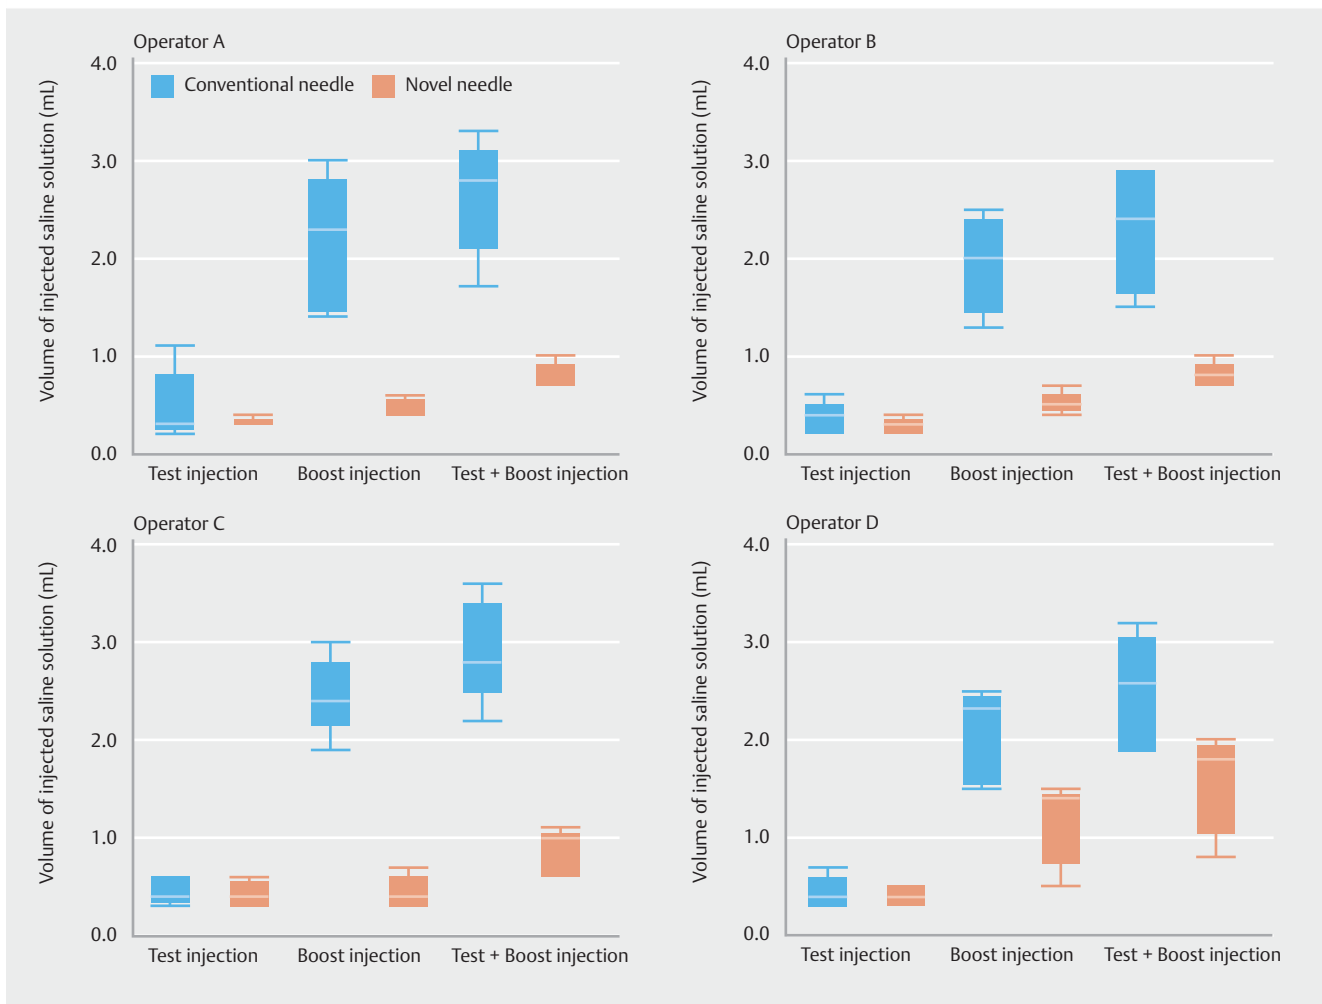 Operator A
Volume of injected saline solution (mL)
4.0
3.0
2.0
1.0
0.0
Conventional needle
Novel needle
Test injection
Boost injection
Test + Boost injection
Operator B
Volume of injected saline solution (mL)
4.0
3.0
2.0
1.0
0.0
Test injection
Boost injection
Test + Boost injection
Operator C
Volume of injected saline solution (mL)
4.0
3.0
2.0
1.0
0.0
Test injection
Boost injection
Test + Boost injection
Operator D
Volume of injected saline solution (mL)
4.0
3.0
2.0
1.0
0.0
Test injection
Boost injection
Test + Boost injection